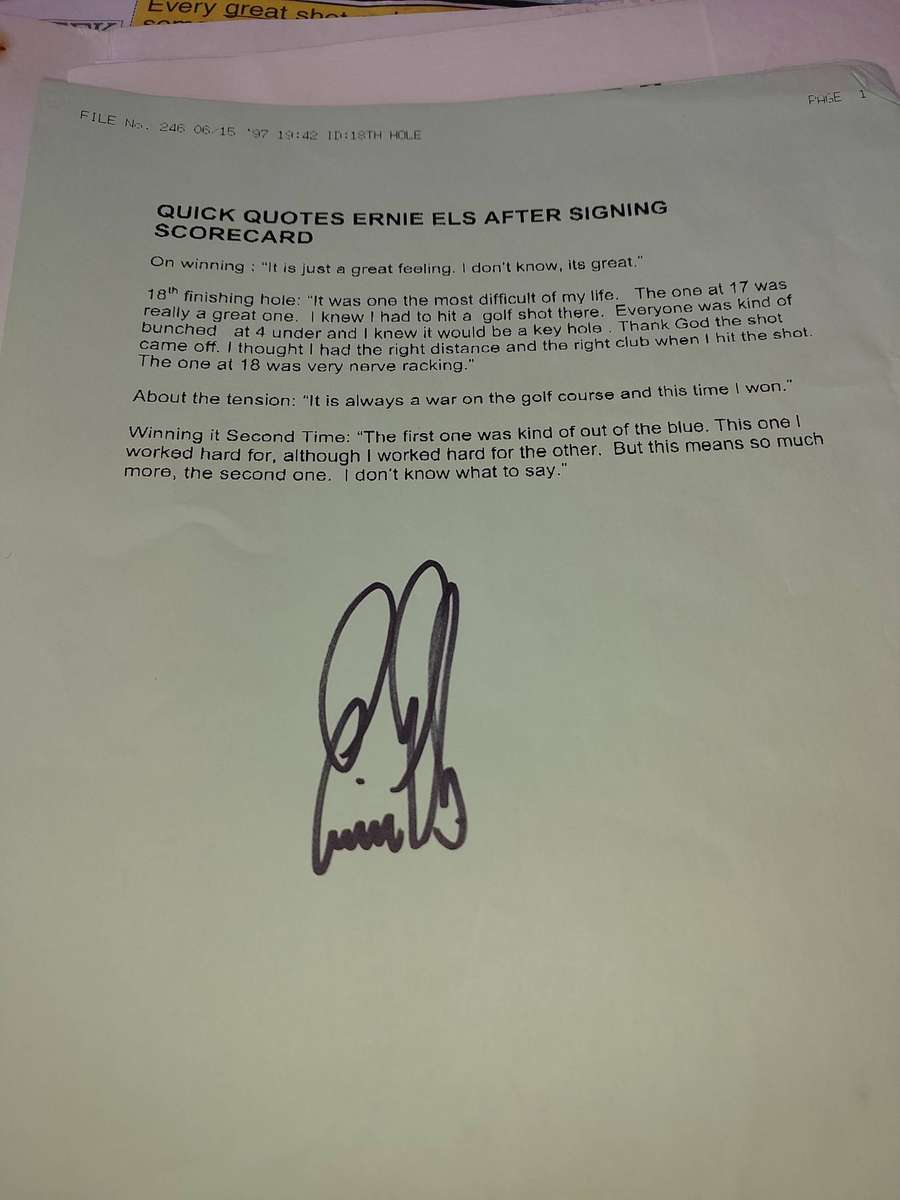 Every great shot
FILE No. 246 06/15 '97 19:42 ID:18TH HOLE
PAGE 1
QUICK QUOTES ERNIE ELS AFTER SIGNING
SCORECARD
On winning : "It is just a great feeling. I don't know, its great."
18th finishing hole: "It was one the most difficult of my life. The one at 17 was
really a great one. I knew I had to hit a golf shot there. Everyone was kind of
bunched at 4 under and I knew it would be a key hole . Thank God the shot
came off. I thought I had the right distance and the right club when I hit the shot.
The one at 18 was very nerve racking."
About the tension: "It is always a war on the golf course and this time I won."
Winning it Second Time: "The first one was kind of out of the blue. This one I
worked hard for, although I worked hard for the other. But this means so much
more, the second one. I don't know what to say."